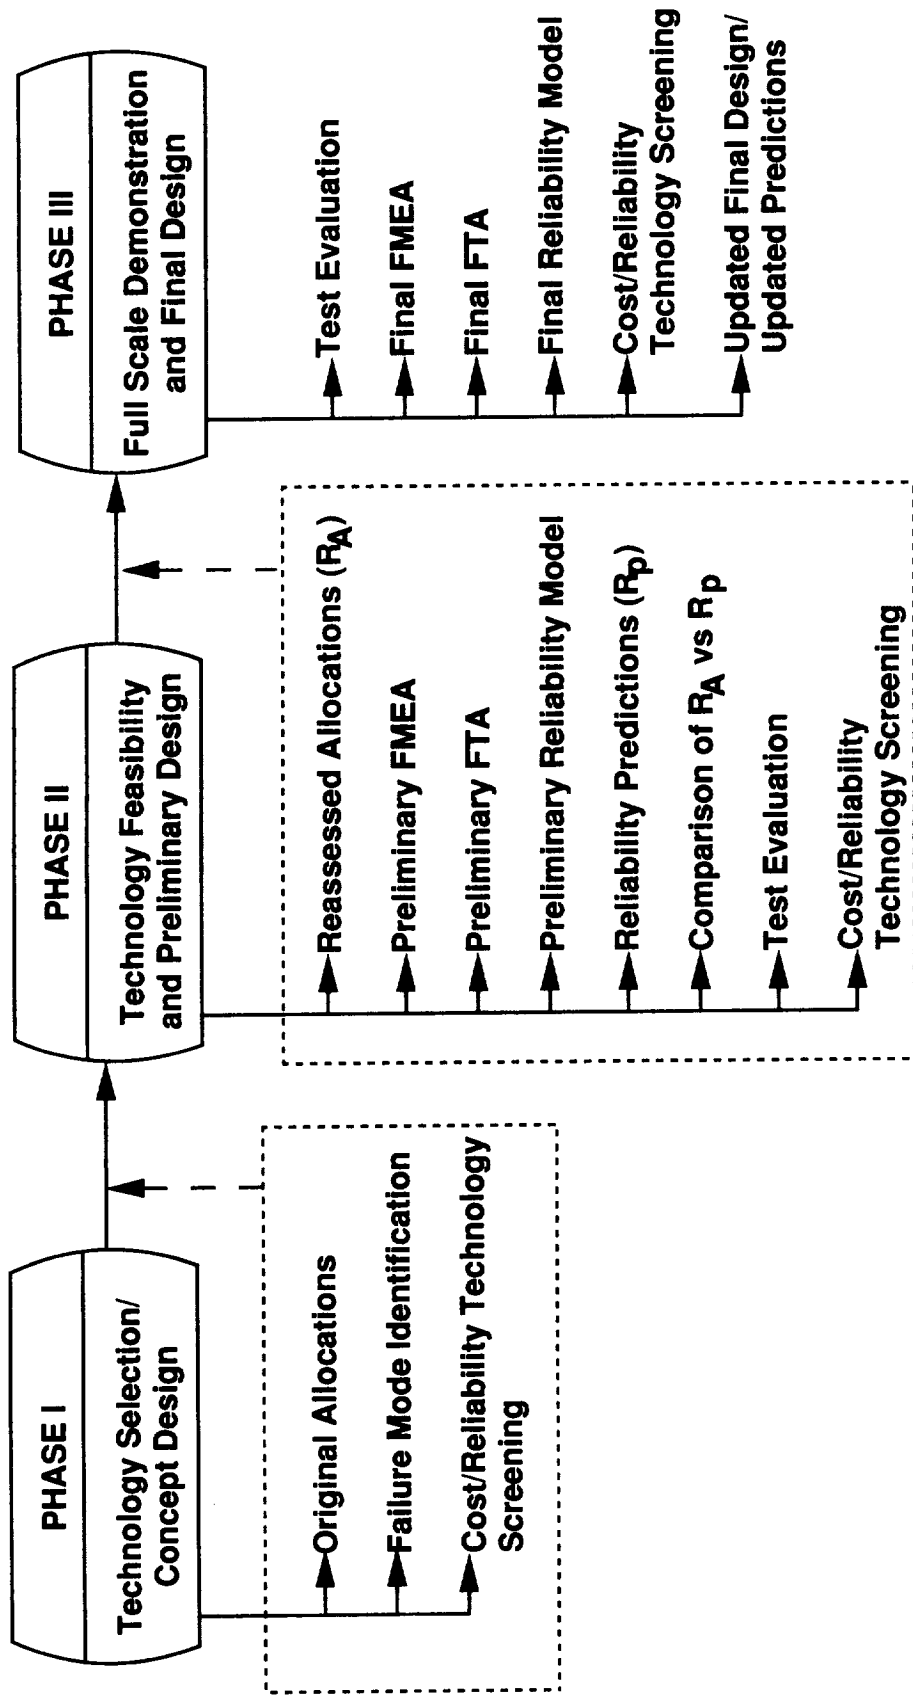 PHASE I
Technology Selection/
Concept Design
Original Allocations
Failure Mode Identification
Cost/Reliability Technology
Screening
PHASE II
Technology Feasibility
and Preliminary Design
Reassessed Allocations (RA)
Preliminary FMEA
Preliminary FTA
Preliminary Reliability Model
Reliability Predictions (Rp)
Comparison of RA vs Rp
Test Evaluation
Cost/Reliability
Technology Screening
PHASE III
Full Scale Demonstration
and Final Design
Test Evaluation
Final FMEA
Final FTA
Final Reliability Model
Cost/Reliability
Technology Screening
Updated Final Design/
Updated Predictions